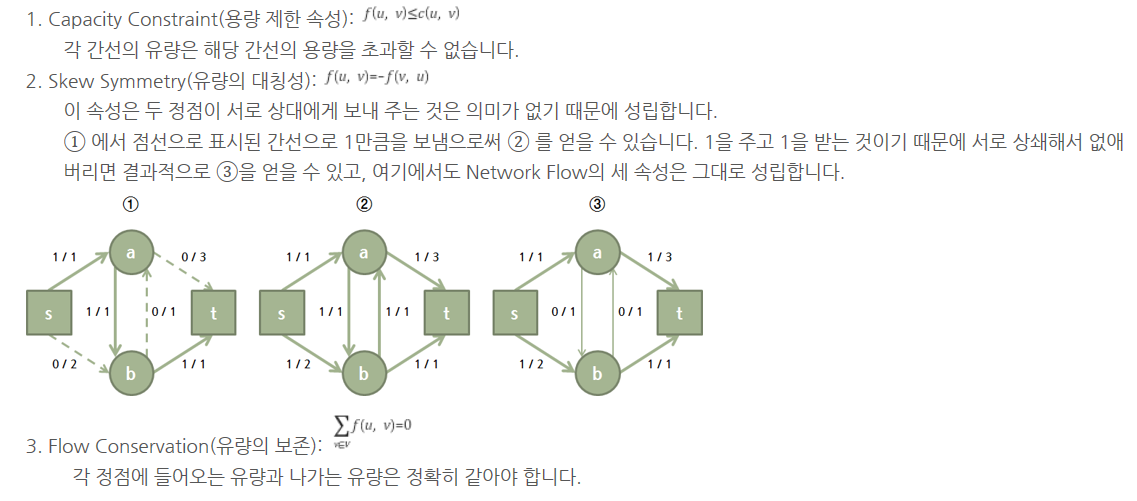 1. Capacity Constraint(용량 제한 속성): f(u, v)≤c(u, v)
각 간선의 유량은 해당 간선의 용량을 초과할 수 없습니다.
2. Skew Symmetry(유량의 대칭성): f(u, v)=-f(v, u)
이 속성은 두 정점이 서로 상대에게 보내 주는 것은 의미가 없기 때문에 성립합니다.
① 에서 점선으로 표시된 간선으로 1만큼을 보냄으로써 ② 를 얻을 수 있습니다. 1을 주고 1을 받는 것이기 때문에 서로 상쇄해서 없애
버리면 결과적으로 ③을 얻을 수 있고, 여기에서도 Network Flow의 세 속성은 그대로 성립합니다.
① ② ③
1 / 1 a 0 / 3 1 / 1 a 1 / 3 1 / 1 a 1 / 3
s 1 / 1 0 / 1 t s 1 / 1 1 / 1 t s 0 / 1 0 / 1 t
0 / 2 b 1 / 1 1 / 2 b 1 / 1 1 / 2 b 1 / 1
3. Flow Conservation(유량의 보존): ∑f(u, v)=0
v∈V
각 정점에 들어오는 유량과 나가는 유량은 정확히 같아야 합니다.